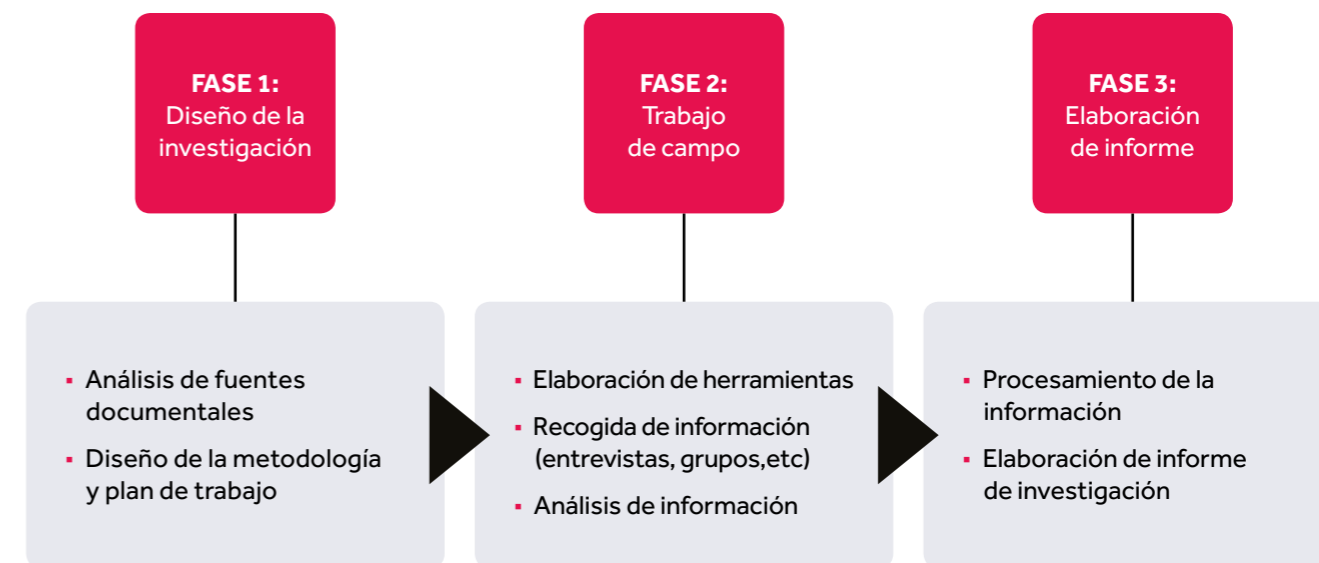 FASE 1:
Diseño de la
investigación
▪ Análisis de fuentes
documentales
▪ Diseño de la metodología
y plan de trabajo
FASE 2:
Trabajo
de campo
▪ Elaboración de herramientas
▪ Recogida de información
(entrevistas, grupos,etc)
▪ Análisis de información
FASE 3:
Elaboración
de informe
▪ Procesamiento de la
información
▪ Elaboración de informe
de investigación